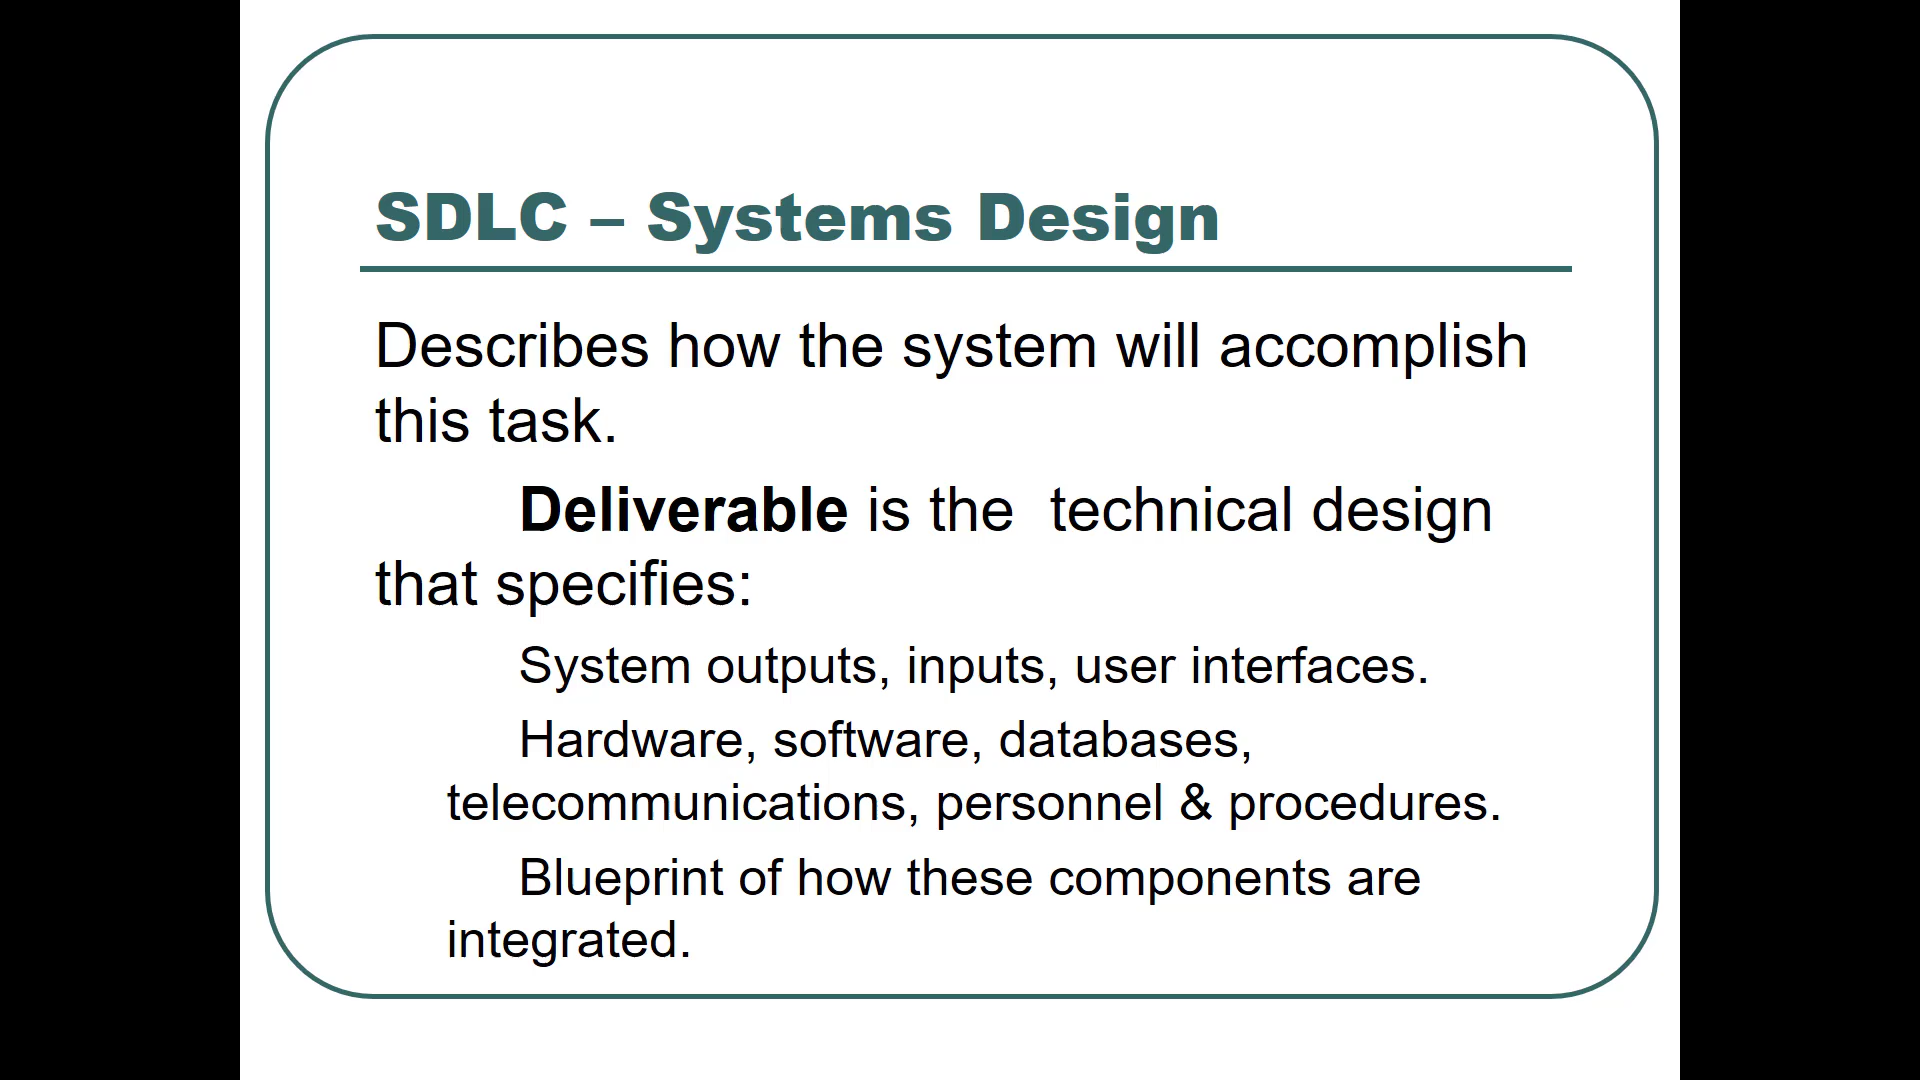 SDLC – Systems Design
Describes how the system will accomplish
this task.
Deliverable is the  technical design
that specifies:
System outputs, inputs, user interfaces.
Hardware, software, databases,
telecommunications, personnel & procedures.
Blueprint of how these components are
integrated.